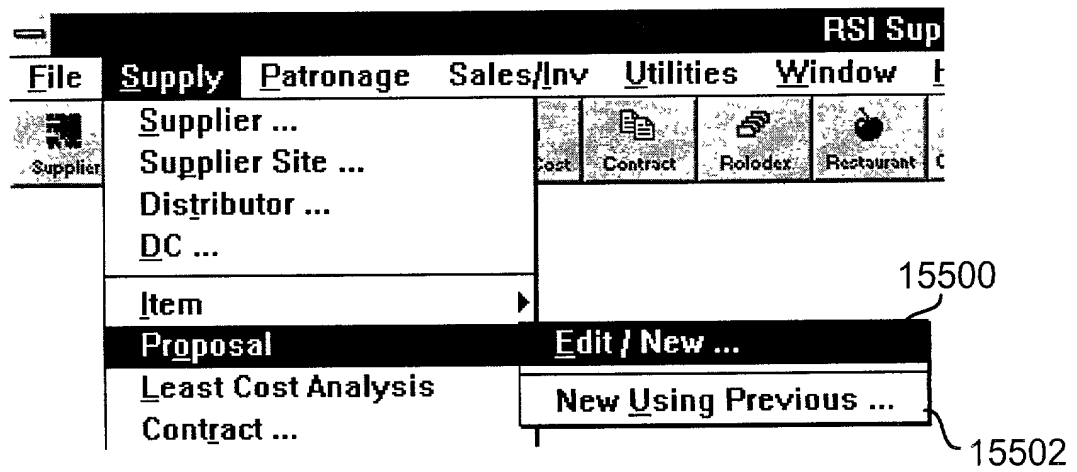 RSI Sup
File Supply Patronage Sales/Inv Utilities Window H
Supplier Cost Contract Rolodex Restaurant
Supplier ...
Supplier Site ...
Distributor ...
DC ...
Item
Proposal
Least Cost Analysis
Contract ...
15500
Edit / New ...
New Using Previous ...
15502